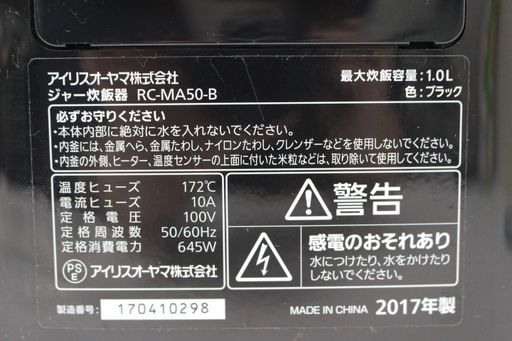 アイリスオーヤマ株式会社 最大炊飯容量:1.0L
ジャー炊飯器 RC-MA50-B 色:ブラック
必ずお守りください
・本体内部に絶対に水を入れないでください。
・内釜には、金属へら、金属たわし、ナイロンたわし、クレンザーなどを使用しないでください。
・内釜の外側、ヒーター、温度センサーの上面に付いた米粒などは、取り除いて使用してください。
温度ヒューズ 172℃
電流ヒューズ 10A
定格電圧 100V
定格周波数 50/60Hz
定格消費電力 645W
PS
E アイリスオーヤマ株式会社
警告
感電のおそれあり
水につけたり、水をかけたり
しないでください。
製造番号: 170410298 MADE IN CHINA 2017年製